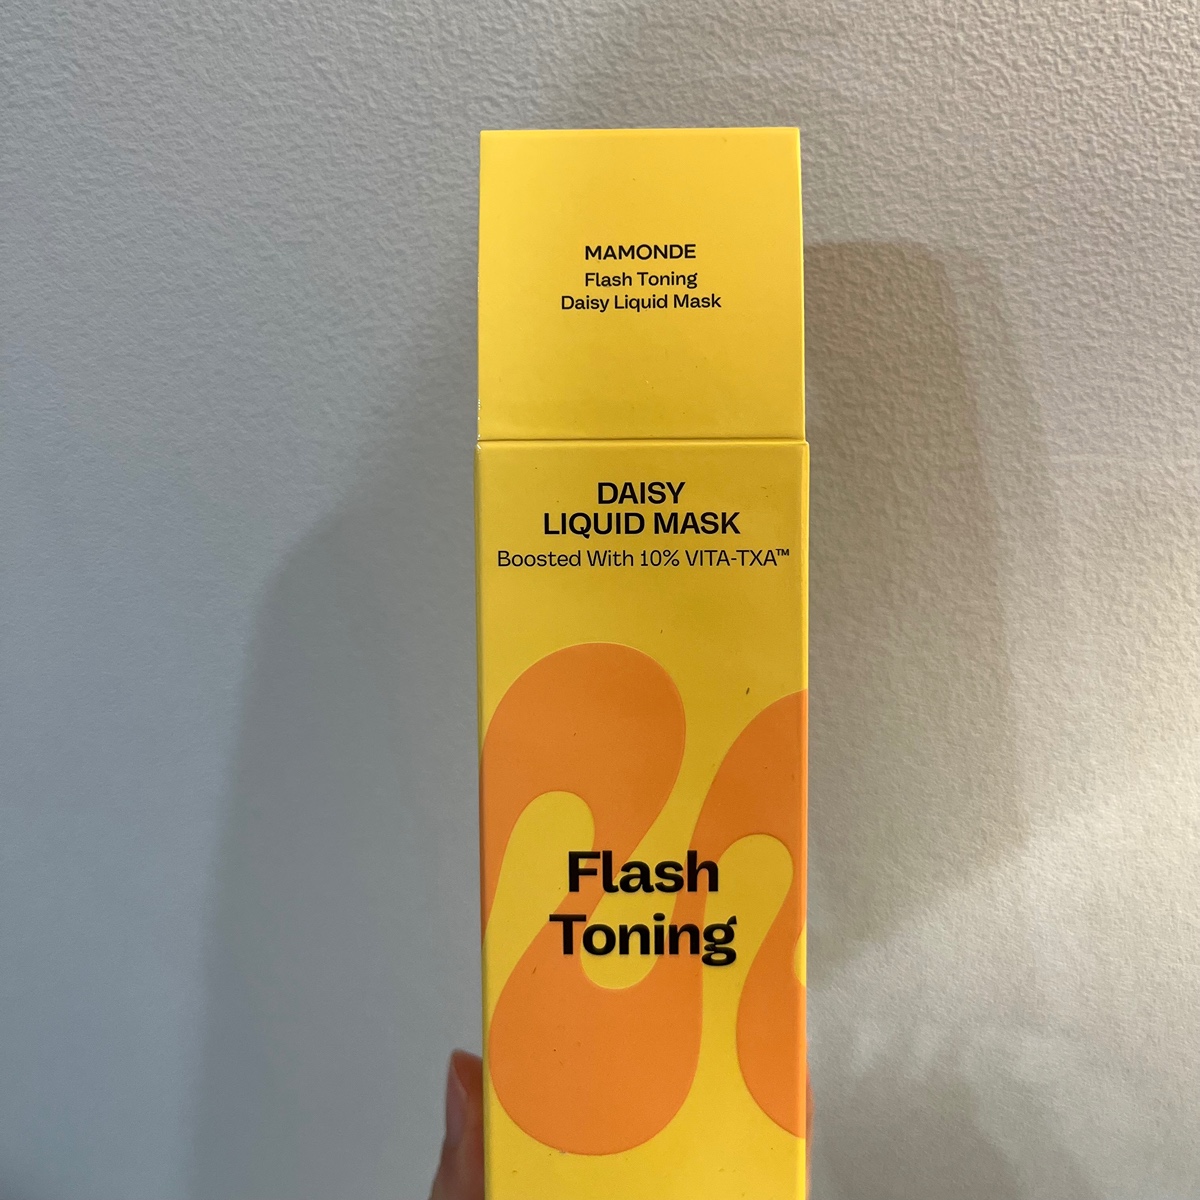 MAMONDE
Flash Toning
Daisy Liquid Mask
DAISY
LIQUID MASK
Boosted With 10% VITA-TXA™
Flash
Toning